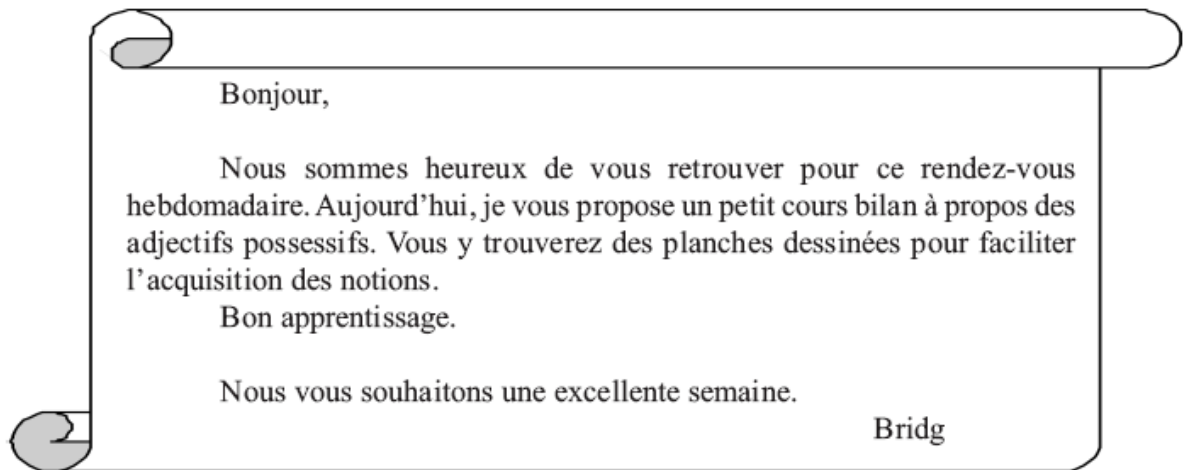 Bonjour,
Nous sommes heureux de vous retrouver pour ce rendez-vous
hebdomadaire. Aujourd’hui, je vous propose un petit cours bilan à propos des
adjectifs possessifs. Vous y trouverez des planches dessinées pour faciliter
l’acquisition des notions.
Bon apprentissage.
Nous vous souhaitons une excellente semaine.
Bridg